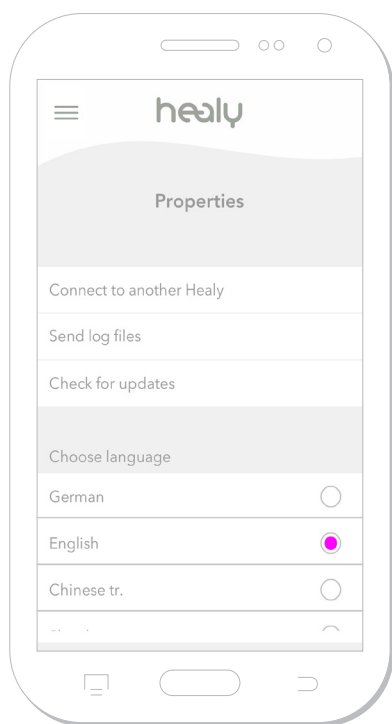 healy
Properties
Connect to another Healy
Send log files
Check for updates
Choose language
German
English
Chinese tr.